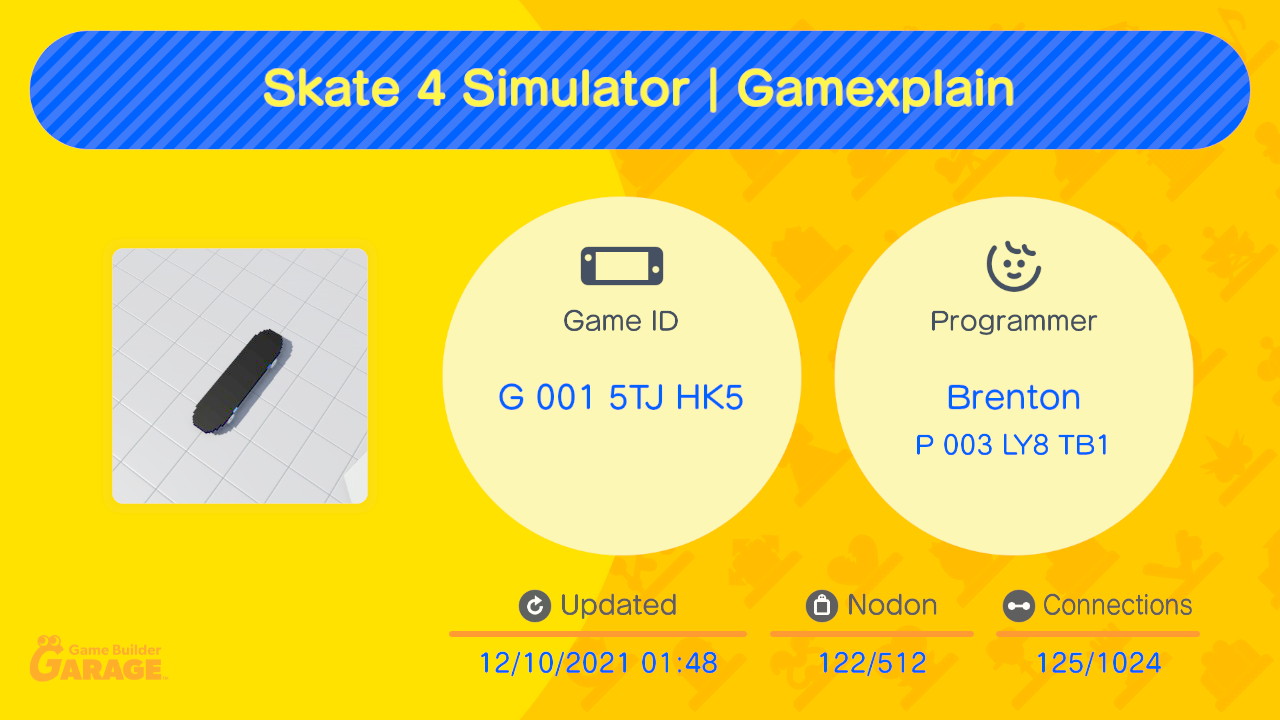 Skate 4 Simulator | Gamexplain
Game ID
G 001 5TJ HK5
Programmer
Brenton
P 003 LY8 TB1
Updated
12/10/2021 01:48
Nodon
122/512
Connections
125/1024
Game Builder
GARAGE